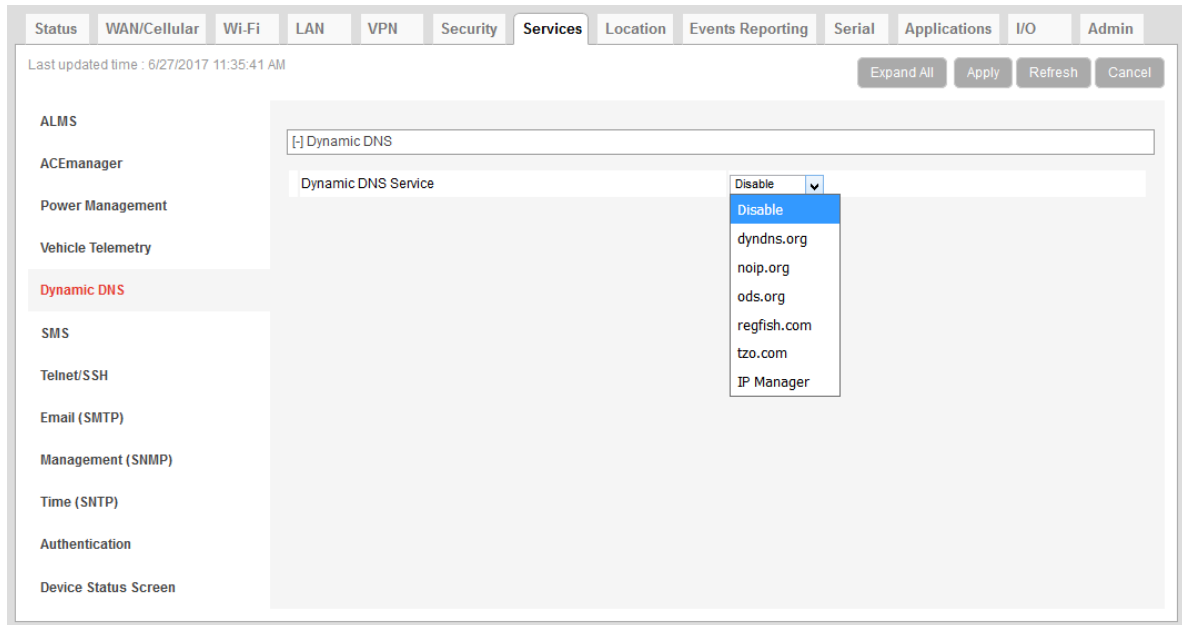 Status WAN/Cellular Wi-Fi LAN VPN Security Services Location Events Reporting Serial Applications I/O Admin
Last updated time : 6/27/2017 11:35:41 AM
Expand All Apply Refresh Cancel
ALMS
ACEmanager
Power Management
Vehicle Telemetry
Dynamic DNS
SMS
Telnet/SSH
Email (SMTP)
Management (SNMP)
Time (SNTP)
Authentication
Device Status Screen
[-] Dynamic DNS
Dynamic DNS Service Disable
Disable
dyndns.org
noip.org
ods.org
regfish.com
tzo.com
IP Manager